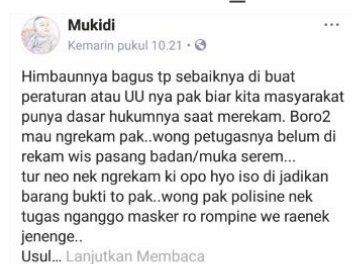 Mukidi
Kemarin pukul 10.21 •
Himbaunnya bagus tp sebaiknya di buat
peraturan atau UU nya pak biar kita masyarakat
punya dasar hukumnya saat merekam. Boro2
mau ngrekam pak..wong petugasnya belum di
rekam wis pasang badan/muka serem...
tur neo nek ngrekam ki opo hyo iso di jadikan
barang bukti to pak..wong pak polisine nek
tugas nganggo masker ro rompine we raenek
jenenge..
Usul... Lanjutkan Membaca